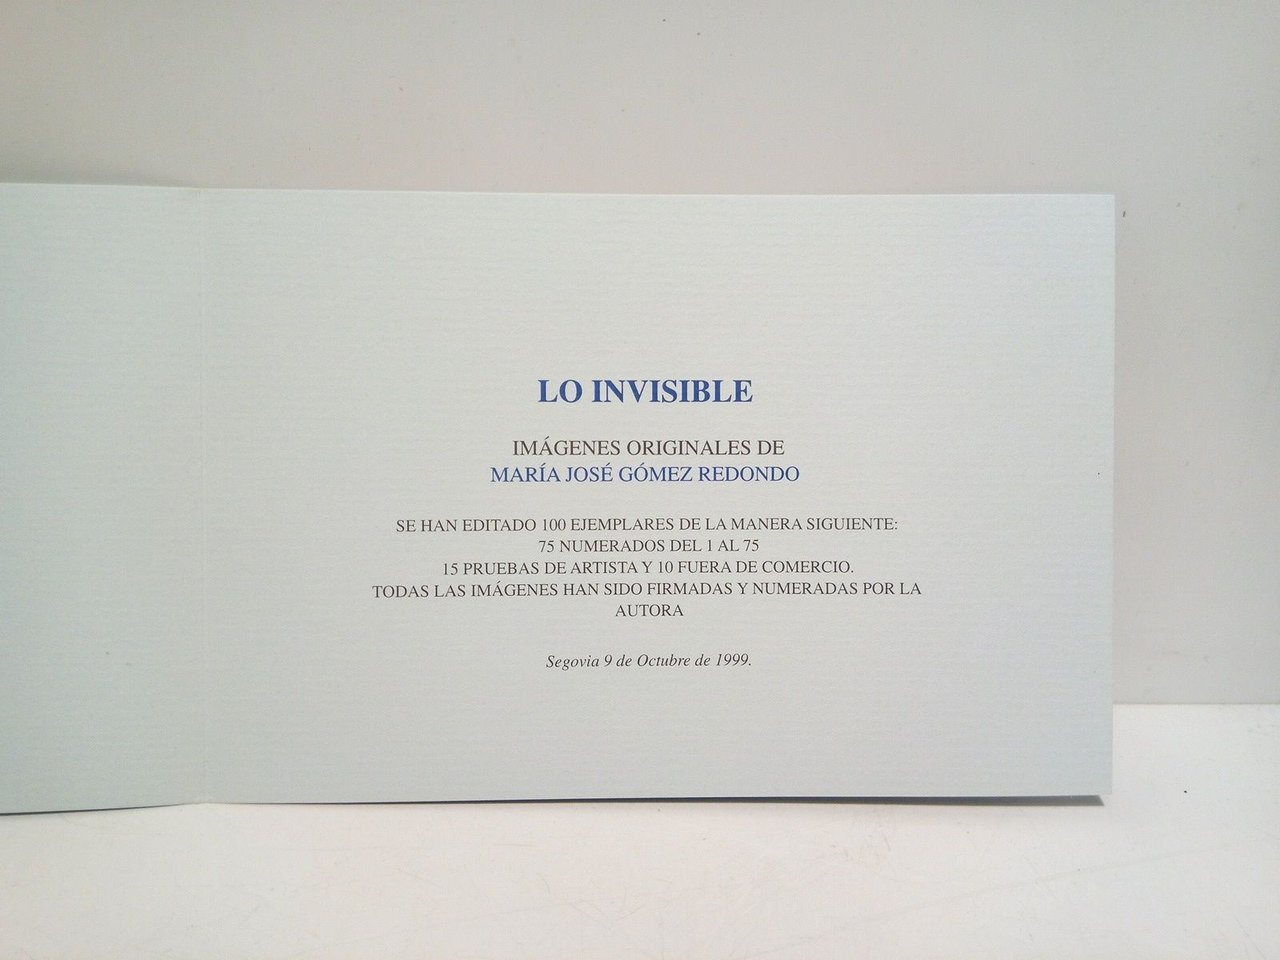 LO INVISIBLE
IMÁGENES ORIGINALES DE
MARÍA JOSÉ GÓMEZ REDONDO
SE HAN EDITADO 100 EJEMPLARES DE LA MANERA SIGUIENTE:
75 NUMERADOS DEL 1 AL 75
15 PRUEBAS DE ARTISTA Y 10 FUERA DE COMERCIO.
TODAS LAS IMÁGENES HAN SIDO FIRMADAS Y NUMERADAS POR LA
AUTORA
Segovia 9 de Octubre de 1999.